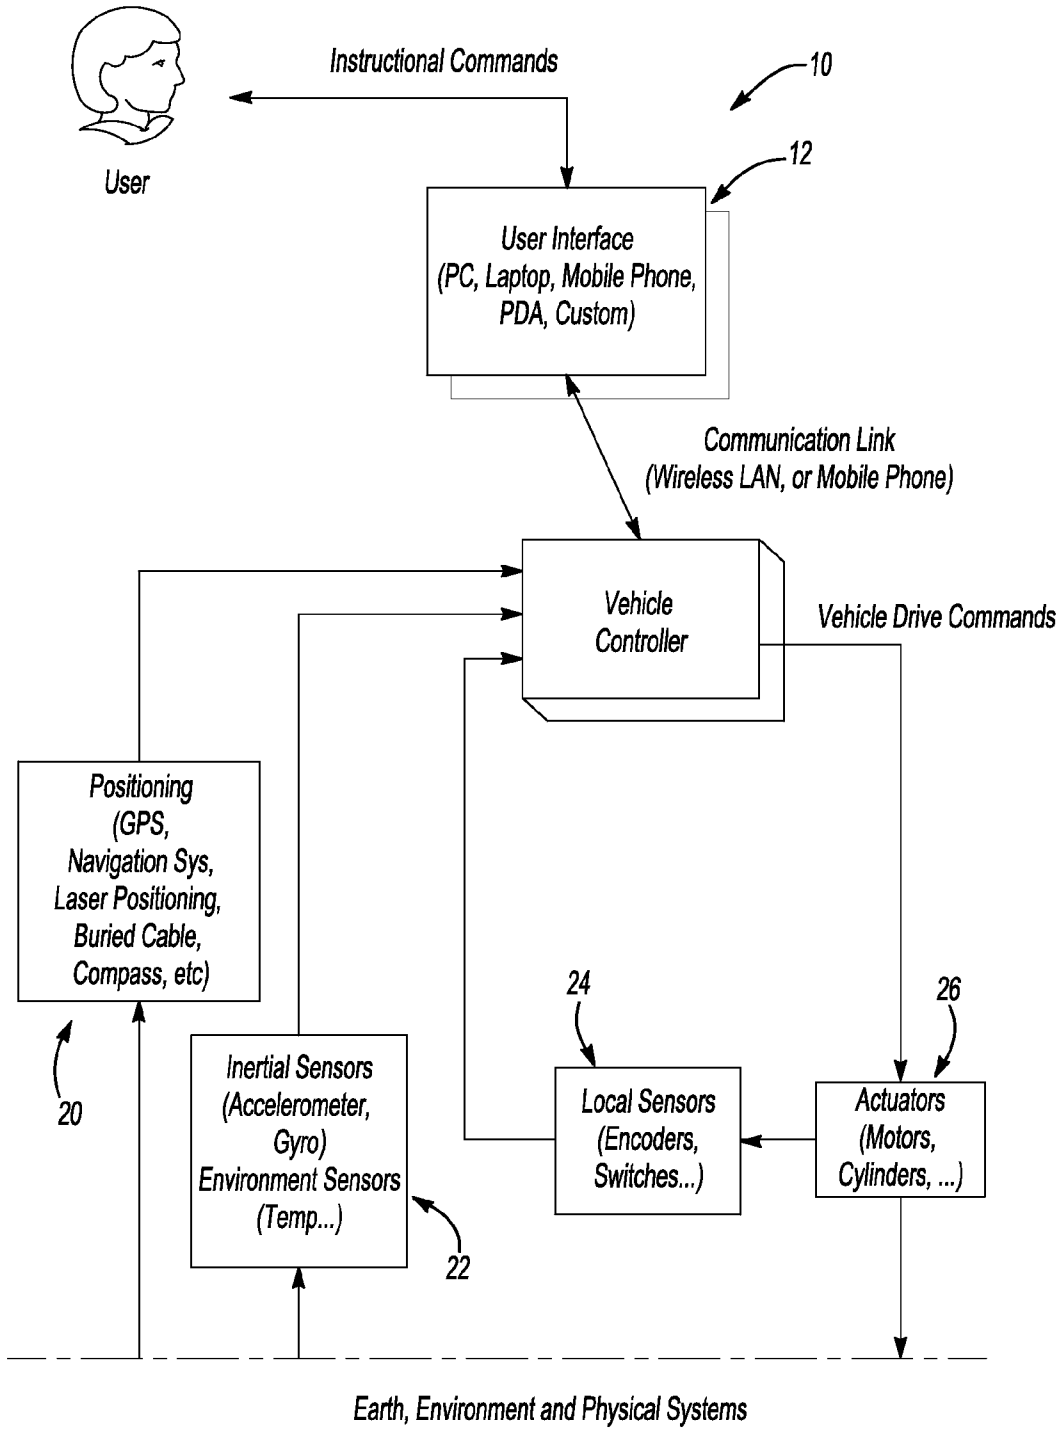 Instructional Commands
10
User
12
User Interface
(PC, Laptop, Mobile Phone,
PDA, Custom)
Communication Link
(Wireless LAN, or Mobile Phone)
Vehicle
Controller
Vehicle Drive Commands
Positioning
(GPS,
Navigation Sys,
Laser Positioning,
Buried Cable,
Compass, etc)
20
Inertial Sensors
(Accelerometer,
Gyro)
Environment Sensors
(Temp...)
22
24
Local Sensors
(Encoders,
Switches...)
26
Actuators
(Motors,
Cylinders, ...)
Earth, Environment and Physical Systems